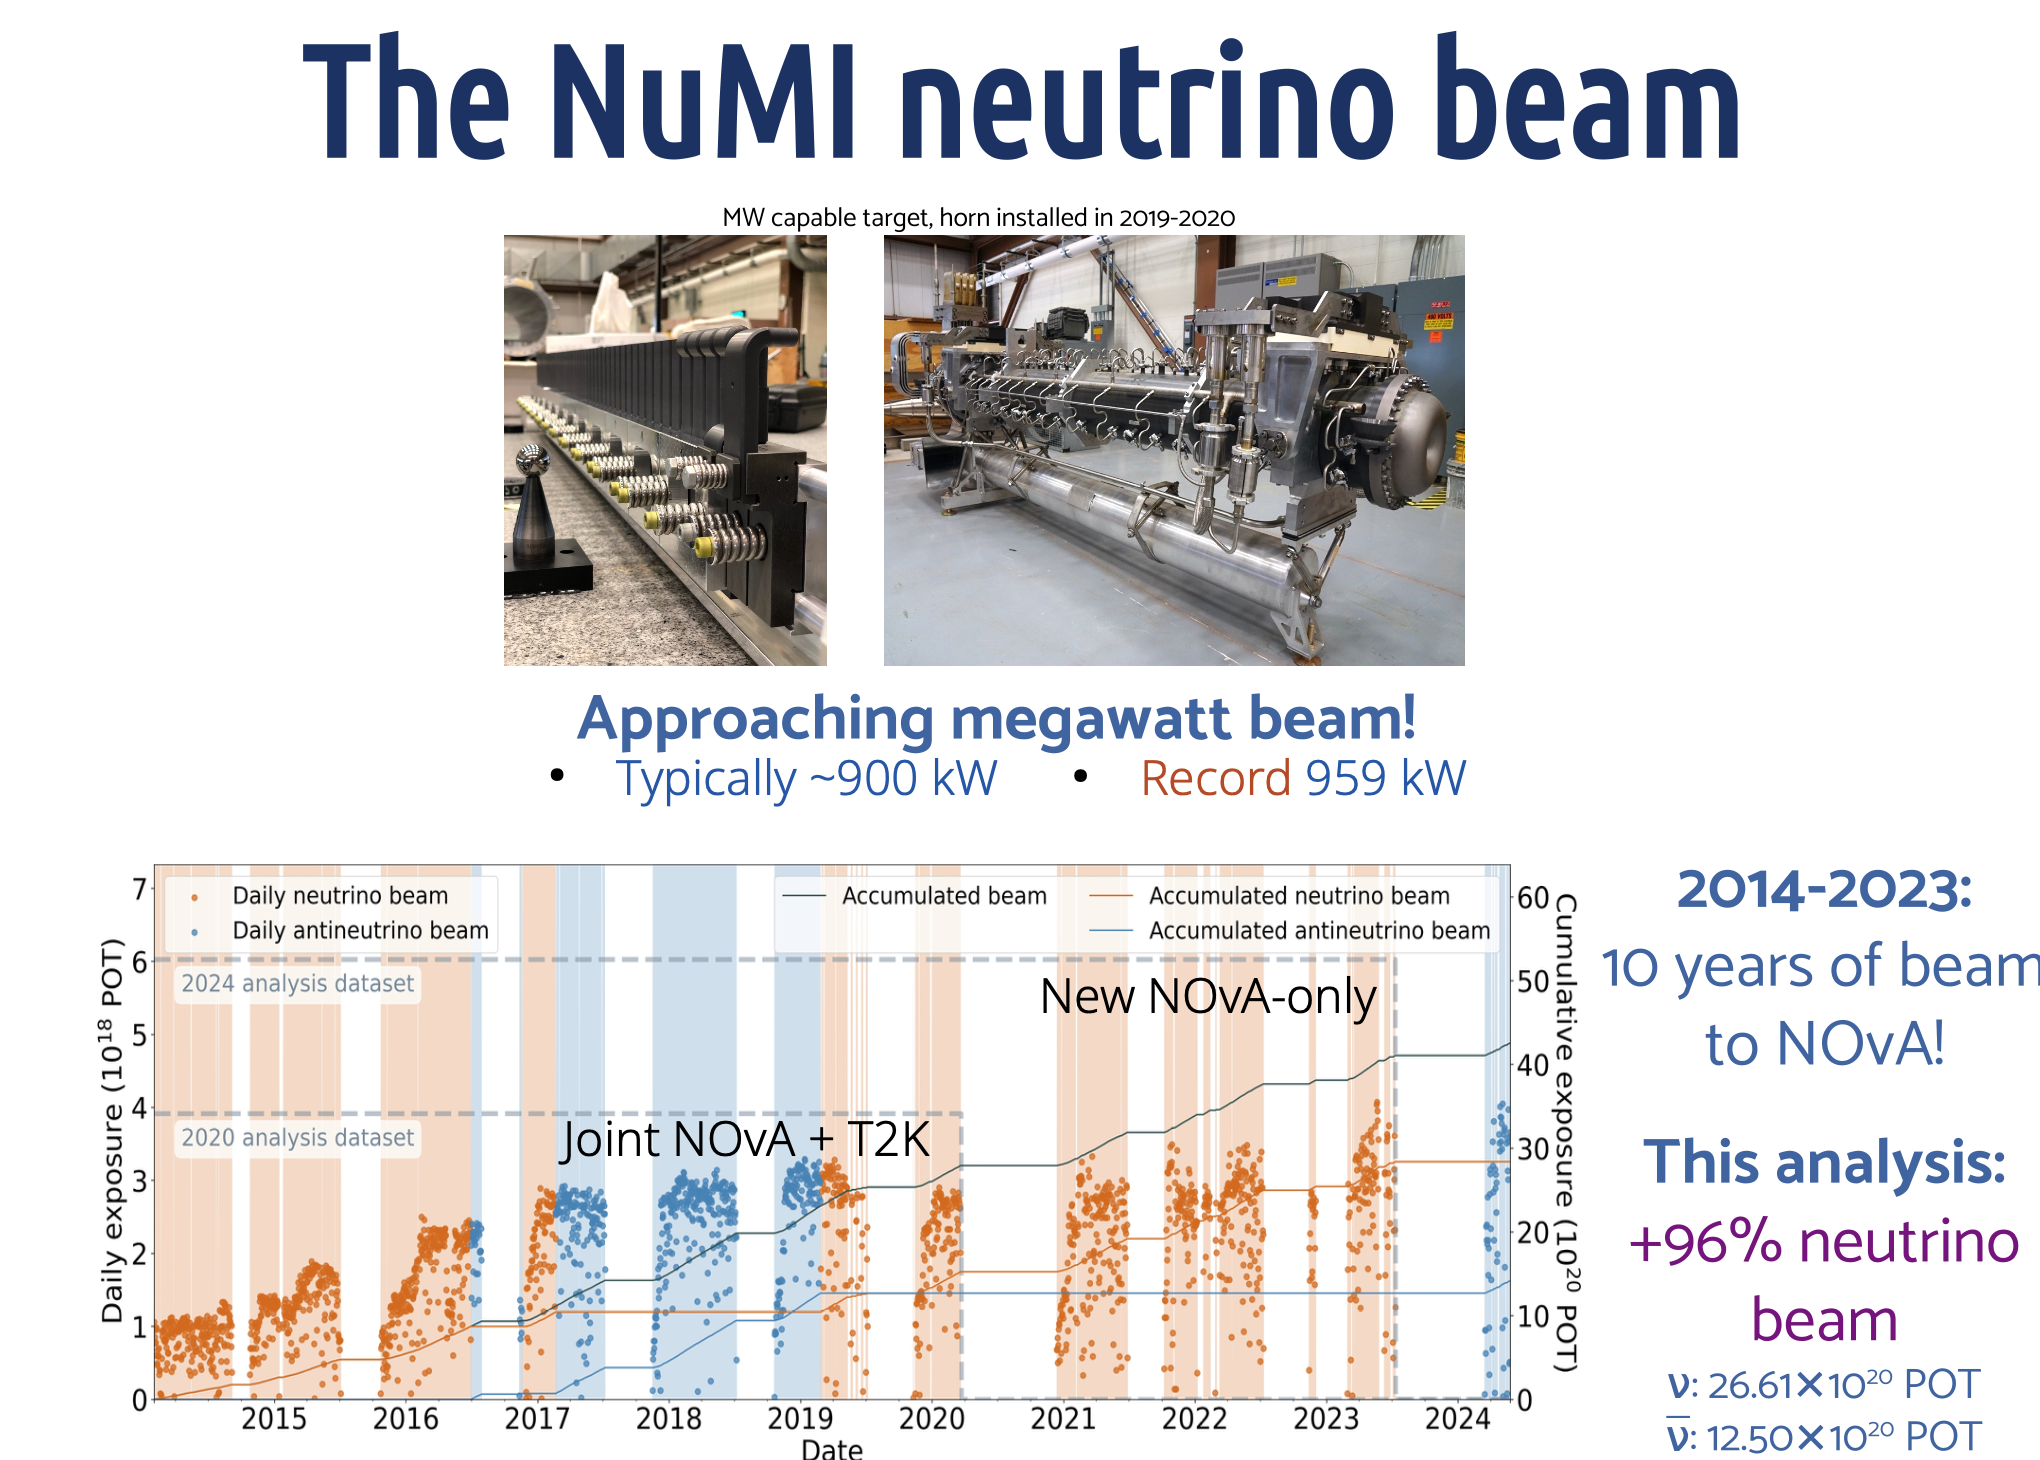 The NuMI neutrino beam
MW capable target, horn installed in 2019-2020
Approaching megawatt beam!
• Typically ~900 kW • Record 959 kW
Daily neutrino beam
Daily antineutrino beam
Accumulated beam
Accumulated neutrino beam
Accumulated antineutrino beam
2024 analysis dataset
New NOvA-only
2020 analysis dataset
Joint NOvA + T2K
Daily exposure (10¹⁸ POT)
7
6
5
4
3
2
1
0
Cumulative exposure (10²⁰ POT)
60
50
40
30
20
10
0
2015 2016 2017 2018 2019 2020 2021 2022 2023 2024
Date
2014-2023:
10 years of beam
to NOvA!
This analysis:
+96% neutrino
beam
ν: 26.61×10²⁰ POT
ν̅: 12.50×10²⁰ POT